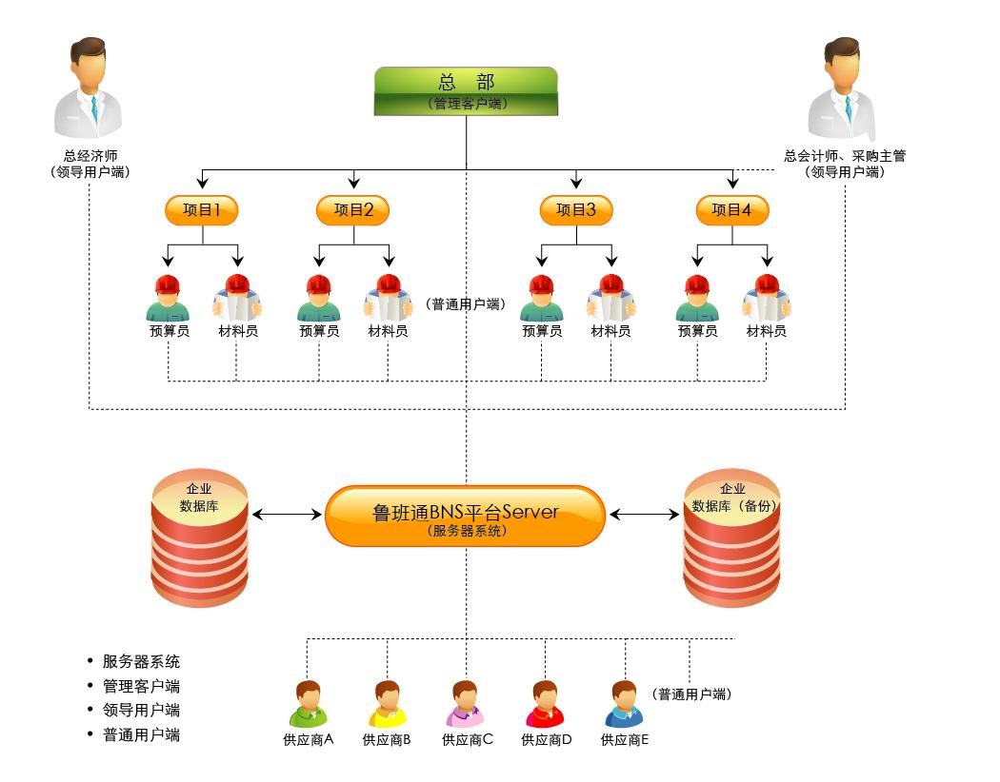 总 部
（管理客户端）
总经济师
（领导用户端）
总会计师、采购主管
（领导用户端）
项目1
项目2
项目3
项目4
（普通用户端）
预算员
材料员
预算员
材料员
预算员
材料员
预算员
材料员
企业
数据库
鲁班通BNS平台Server
（服务器系统）
企业
数据库（备份）
• 服务器系统
• 管理客户端
• 领导用户端
• 普通用户端
（普通用户端）
供应商A
供应商B
供应商C
供应商D
供应商E